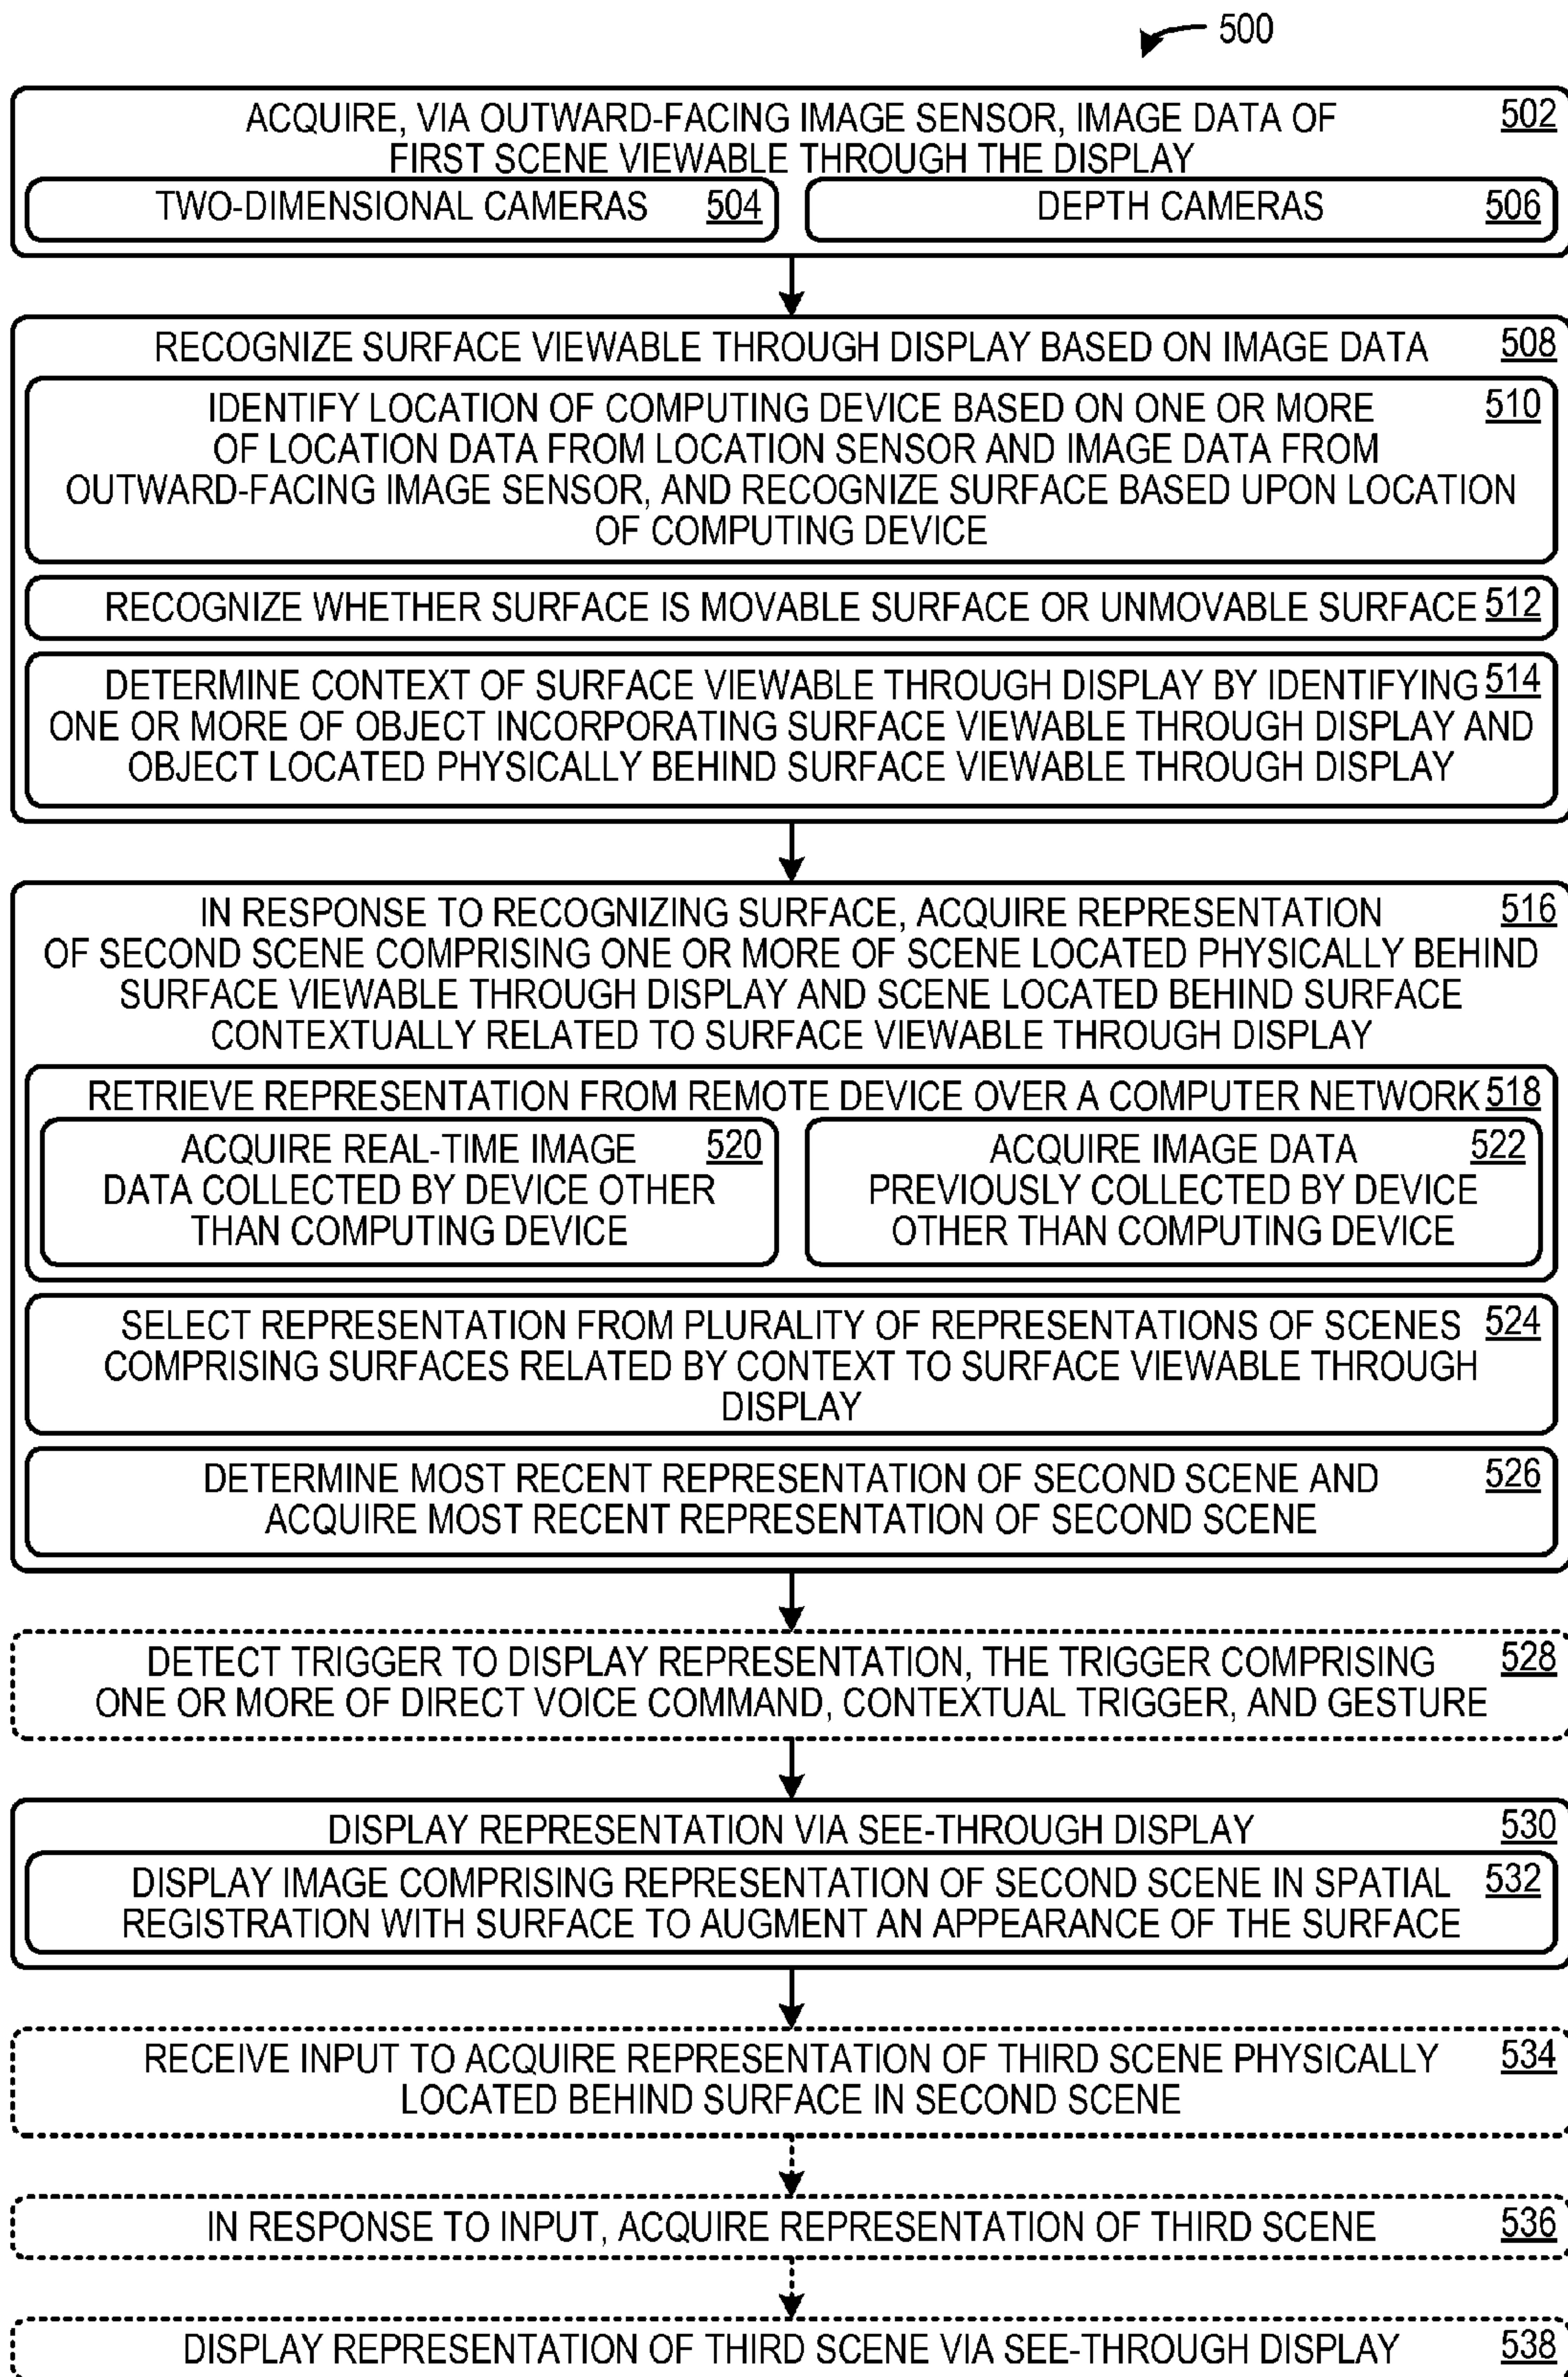 500
ACQUIRE, VIA OUTWARD-FACING IMAGE SENSOR, IMAGE DATA OF 502
FIRST SCENE VIEWABLE THROUGH THE DISPLAY
TWO-DIMENSIONAL CAMERAS 504
DEPTH CAMERAS 506
RECOGNIZE SURFACE VIEWABLE THROUGH DISPLAY BASED ON IMAGE DATA 508
IDENTIFY LOCATION OF COMPUTING DEVICE BASED ON ONE OR MORE 510
OF LOCATION DATA FROM LOCATION SENSOR AND IMAGE DATA FROM
OUTWARD-FACING IMAGE SENSOR, AND RECOGNIZE SURFACE BASED UPON LOCATION
OF COMPUTING DEVICE
RECOGNIZE WHETHER SURFACE IS MOVABLE SURFACE OR UNMOVABLE SURFACE 512
DETERMINE CONTEXT OF SURFACE VIEWABLE THROUGH DISPLAY BY IDENTIFYING 514
ONE OR MORE OF OBJECT INCORPORATING SURFACE VIEWABLE THROUGH DISPLAY AND
OBJECT LOCATED PHYSICALLY BEHIND SURFACE VIEWABLE THROUGH DISPLAY
IN RESPONSE TO RECOGNIZING SURFACE, ACQUIRE REPRESENTATION 516
OF SECOND SCENE COMPRISING ONE OR MORE OF SCENE LOCATED PHYSICALLY BEHIND
SURFACE VIEWABLE THROUGH DISPLAY AND SCENE LOCATED BEHIND SURFACE
CONTEXTUALLY RELATED TO SURFACE VIEWABLE THROUGH DISPLAY
RETRIEVE REPRESENTATION FROM REMOTE DEVICE OVER A COMPUTER NETWORK 518
ACQUIRE REAL-TIME IMAGE 520
DATA COLLECTED BY DEVICE OTHER
THAN COMPUTING DEVICE
ACQUIRE IMAGE DATA 522
PREVIOUSLY COLLECTED BY DEVICE
OTHER THAN COMPUTING DEVICE
SELECT REPRESENTATION FROM PLURALITY OF REPRESENTATIONS OF SCENES 524
COMPRISING SURFACES RELATED BY CONTEXT TO SURFACE VIEWABLE THROUGH
DISPLAY
DETERMINE MOST RECENT REPRESENTATION OF SECOND SCENE AND 526
ACQUIRE MOST RECENT REPRESENTATION OF SECOND SCENE
DETECT TRIGGER TO DISPLAY REPRESENTATION, THE TRIGGER COMPRISING 528
ONE OR MORE OF DIRECT VOICE COMMAND, CONTEXTUAL TRIGGER, AND GESTURE
DISPLAY REPRESENTATION VIA SEE-THROUGH DISPLAY 530
DISPLAY IMAGE COMPRISING REPRESENTATION OF SECOND SCENE IN SPATIAL 532
REGISTRATION WITH SURFACE TO AUGMENT AN APPEARANCE OF THE SURFACE
RECEIVE INPUT TO ACQUIRE REPRESENTATION OF THIRD SCENE PHYSICALLY 534
LOCATED BEHIND SURFACE IN SECOND SCENE
IN RESPONSE TO INPUT, ACQUIRE REPRESENTATION OF THIRD SCENE 536
DISPLAY REPRESENTATION OF THIRD SCENE VIA SEE-THROUGH DISPLAY 538